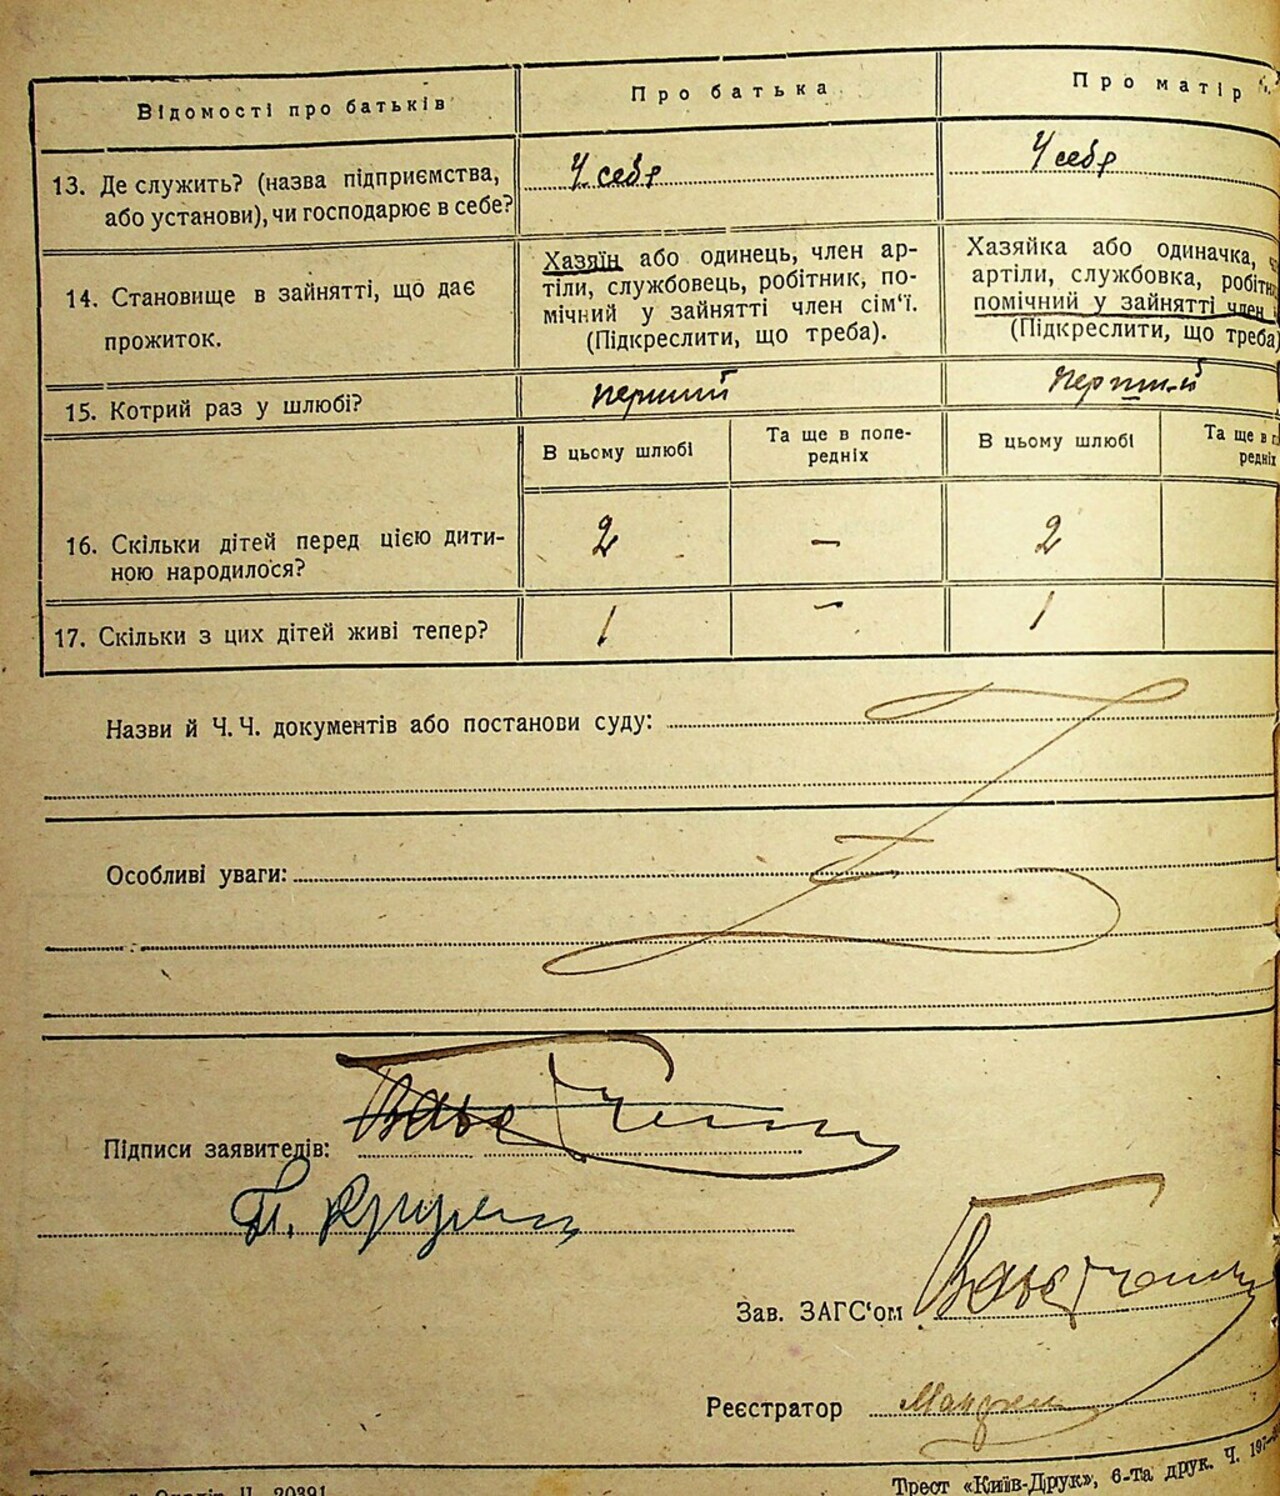 Відомості про батьків
Про батька
Про матір
13. Де служить? (назва підприємства,
або установи), чи господарює в себе?
У себе
У себе
14. Становище в зайнятті, що дає
прожиток.
Хазяїн або одинець, член ар-
тіли, службовець, робітник, по-
мічний у зайнятті член сім'ї.
(Підкреслити, що треба).
Хазяйка або одиначка,
артіли, службовка,
помічний у зайнятті член
(Підкреслити, що треба)
15. Котрий раз у шлюбі?
перший
перший
В цьому шлюбі
Та ще в попе-
редніх
В цьому шлюбі
Та ще в
16. Скільки дітей перед цією дити-
ною народилося?
2
–
2
17. Скільки з цих дітей живі тепер?
1
–
1
Назви й Ч. Ч. документів або постанови суду:
Особливі уваги:
Підписи заявителів:
Зав. ЗАГС'ом
Реєстратор
Трест «Київ-Друк», 6-та друк. Ч.
20391